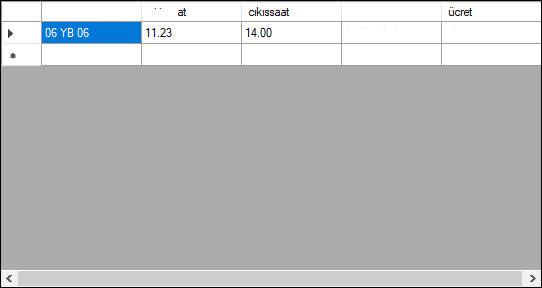 at cıkıssaat ücret
06 YB 06 11.23 14.00